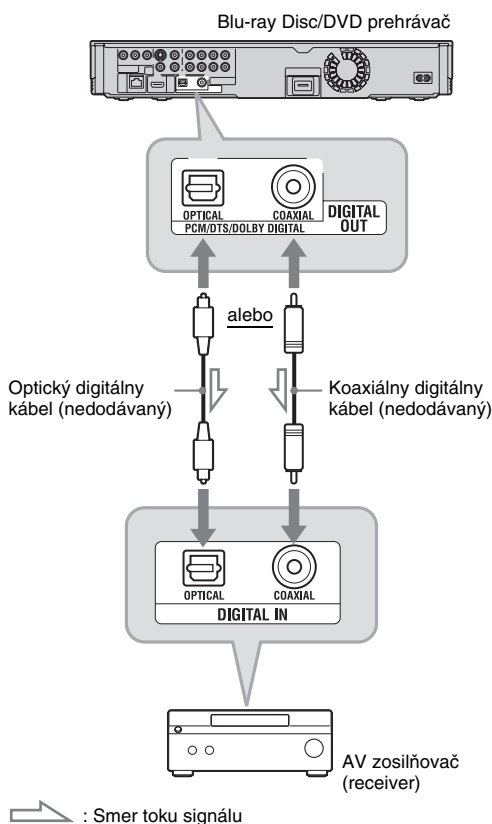 Blu-ray Disc/DVD prehrávač
OPTICAL
COAXIAL
PCM/DTS/DOLBY DIGITAL
DIGITAL
OUT
alebo
Optický digitálny
kábel (nedodávaný)
Koaxiálny digitálny
kábel (nedodávaný)
OPTICAL
COAXIAL
DIGITAL IN
AV zosilňovač
(receiver)
: Smer toku signálu